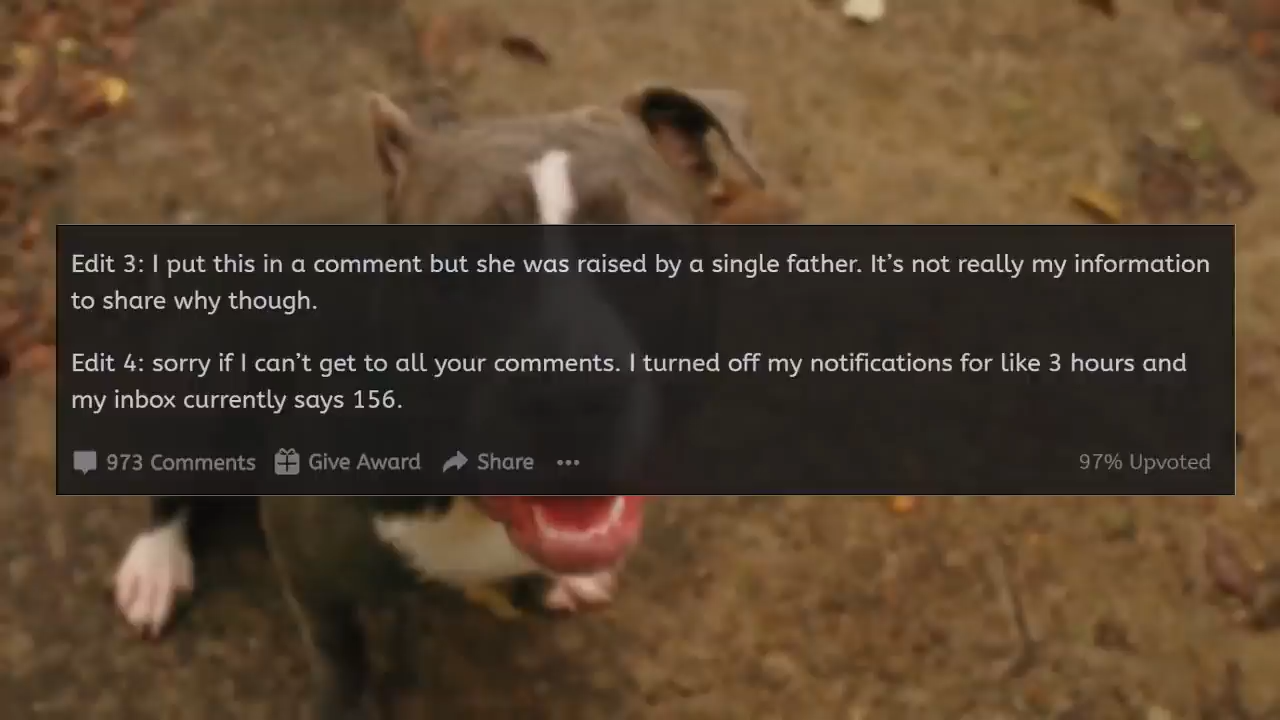 Edit 3: I put this in a comment but she was raised by a single father. It’s not really my information
to share why though.
Edit 4: sorry if I can’t get to all your comments. I turned off my notifications for like 3 hours and
my inbox currently says 156.
973 Comments Give Award Share ••• 97% Upvoted